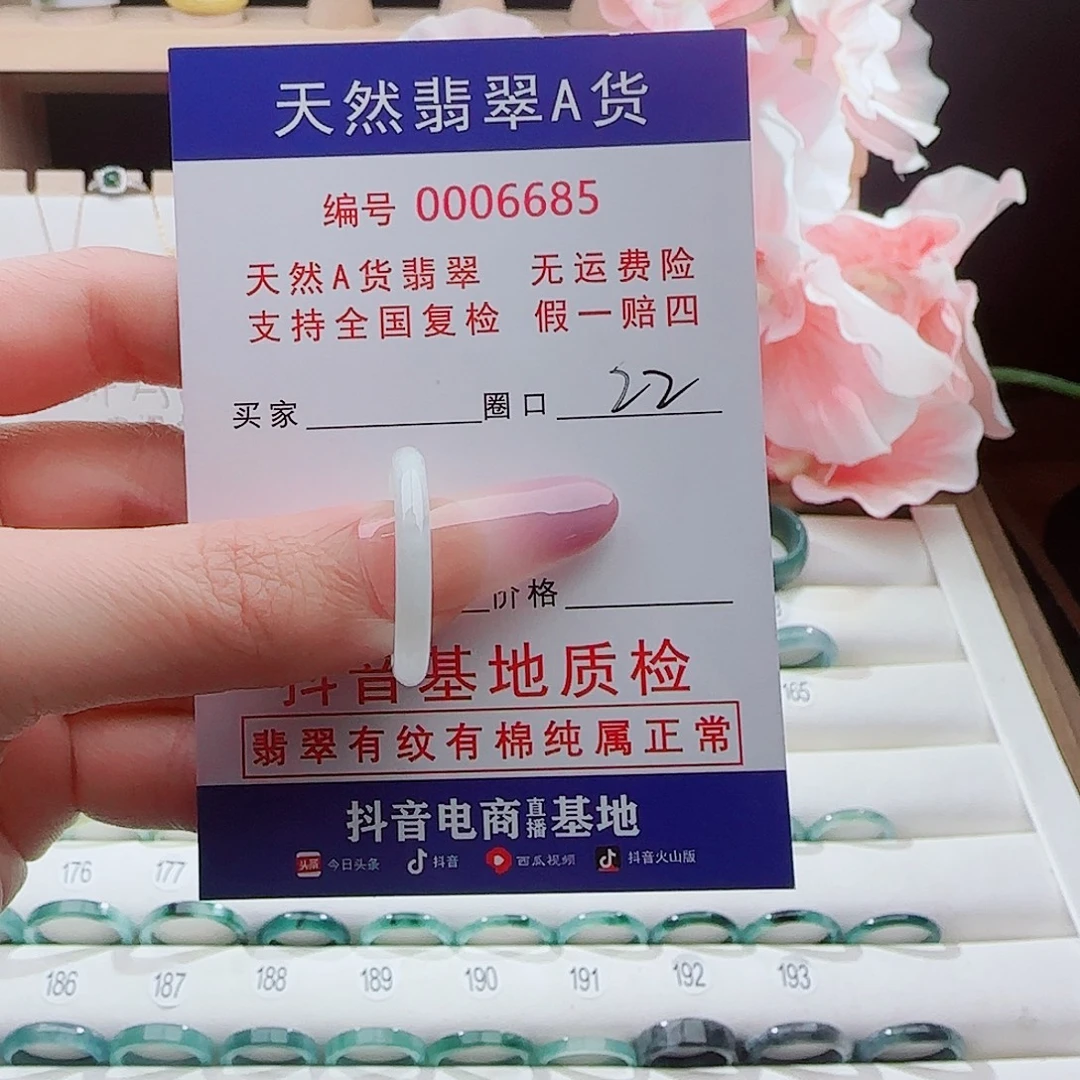 天然翡翠A货
编号 0006685
天然A货翡翠 无运费险
支持全国复检 假一赔四
买家 圈口 22
价格
抖音基地质检
翡翠有纹有棉纯属正常
抖音电商直播基地
头条 今日头条 抖音 西瓜视频 抖音火山版
165
176 177
186 187 188 189 190 191 192 193